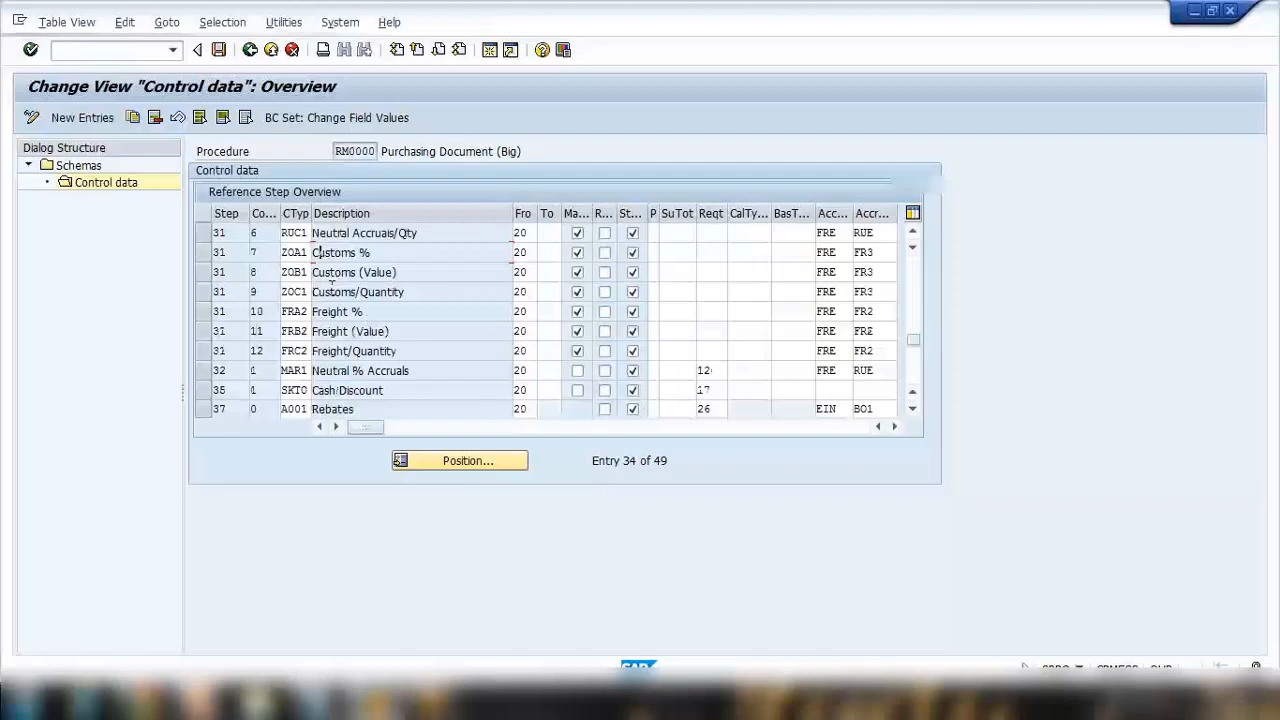 Table View Edit Goto Selection Utilities System Help
Change View "Control data": Overview
New Entries BC Set: Change Field Values
Dialog Structure
Schemas
Control data
Procedure RM0000 Purchasing Document (Big)
Control data
Reference Step Overview
Step Co... CTyp Description Fro To Ma... R... St... P SuTot Reqt CalTy... BasT... Acc... Accr...
31 6 RUC1 Neutral Accruals/Qty 20 FRE RUE
31 7 ZOA1 Customs % 20 FRE FR3
31 8 ZOB1 Customs (Value) 20 FRE FR3
31 9 ZOC1 Customs/Quantity 20 FRE FR3
31 10 FRA2 Freight % 20 FRE FR2
31 11 FRB2 Freight (Value) 20 FRE FR2
31 12 FRC2 Freight/Quantity 20 FRE FR2
32 1 MAR1 Neutral % Accruals 20 12 FRE RUE
35 1 SKTO Cash Discount 20 17
37 0 A001 Rebates 20 26 EIN BO1
Position... Entry 34 of 49
SAP